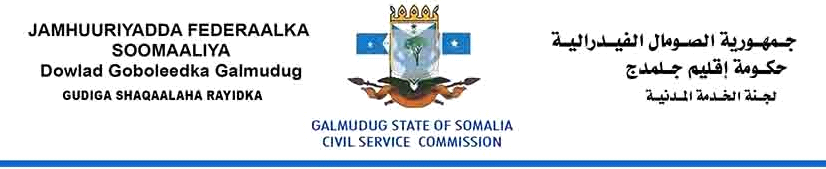 JAMHUURIYADDA FEDERAALKA
SOOMAALIYA
Dowlad Goboleedka Galmudug
GUDIGA SHAQAALAHA RAYIDKA
GALMUDUG STATE OF SOMALIA
CIVIL SERVICE COMMISSION
جمهورية الصومال الفيدرالية
حكومة إقليم جلمدج
لجنة الخدمة المدنية